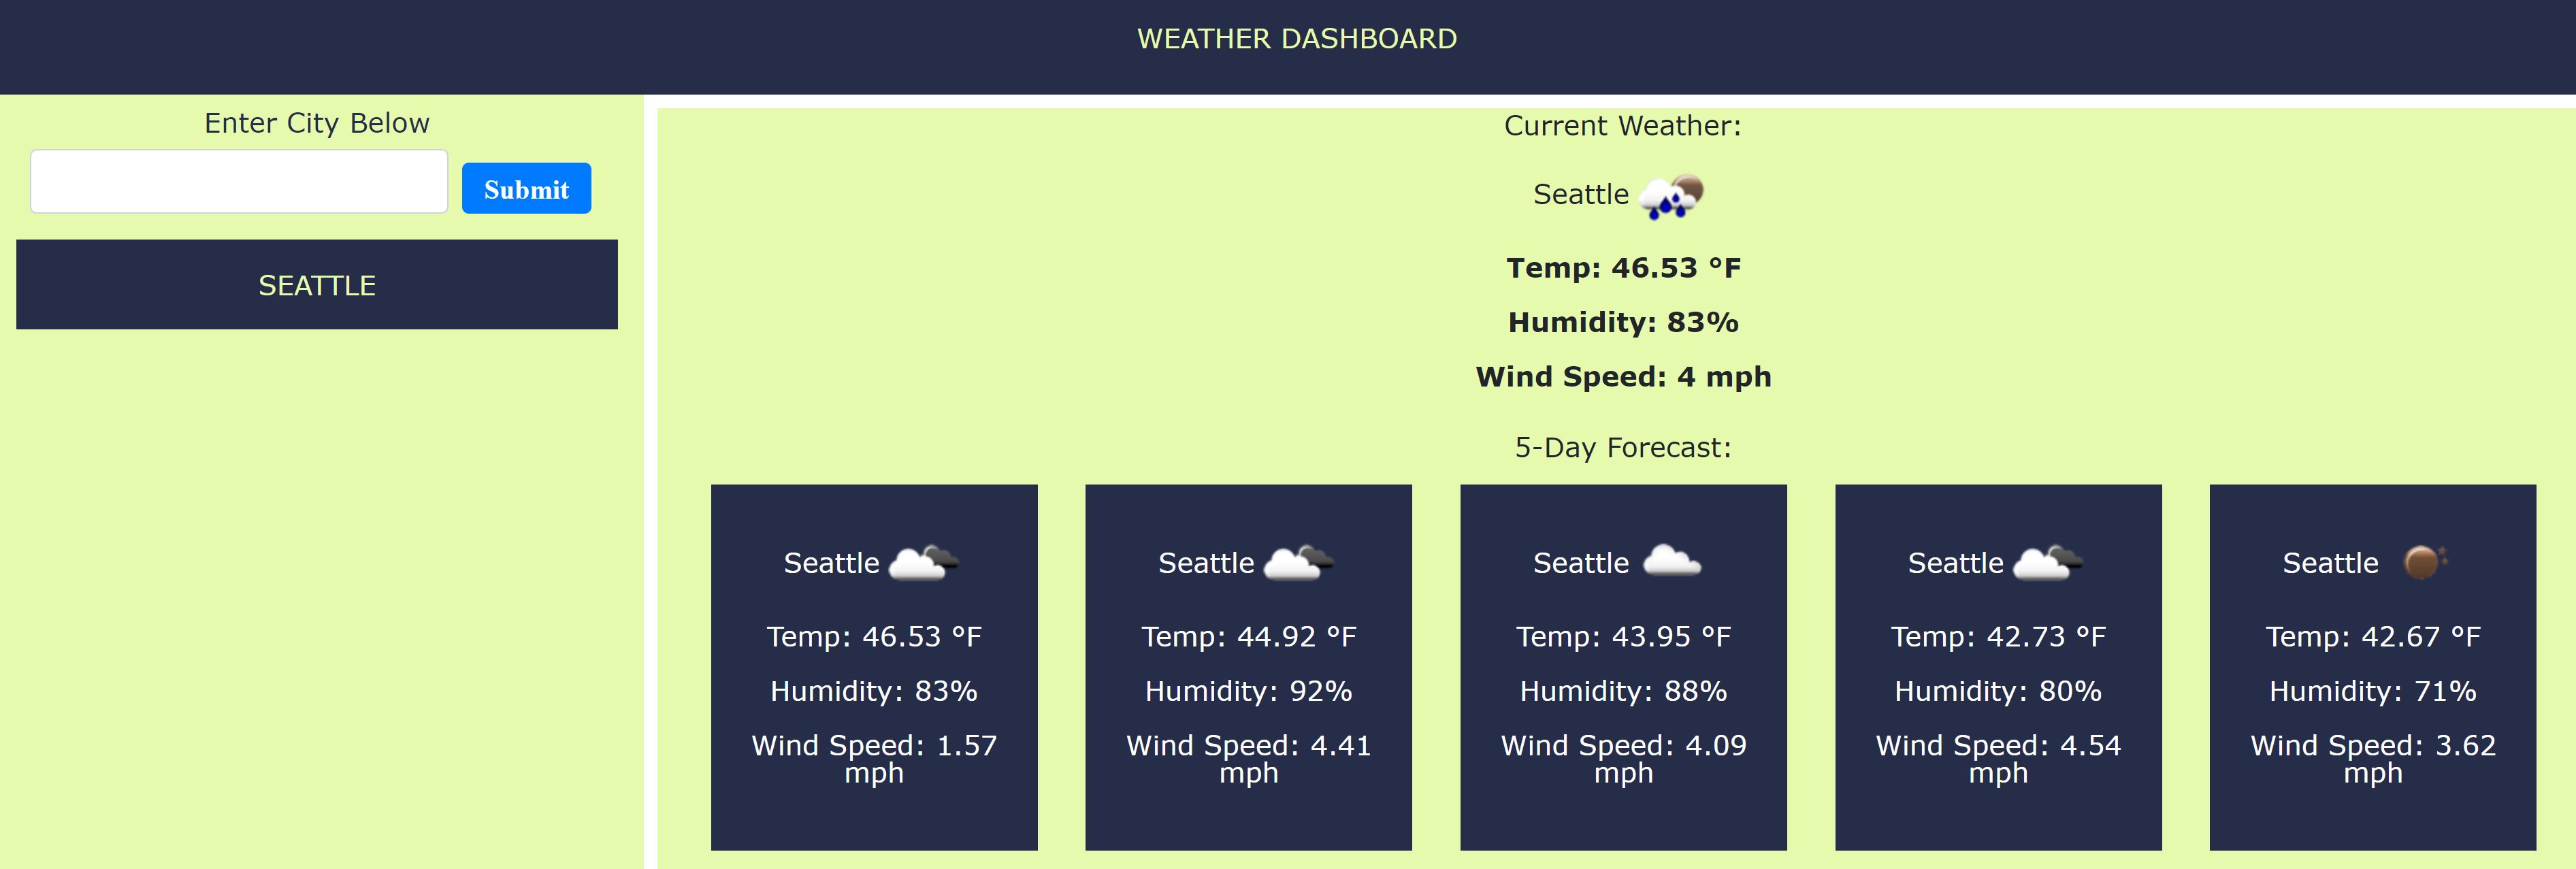 WEATHER DASHBOARD
Enter City Below
Submit
SEATTLE
Current Weather:
Seattle
Temp: 46.53 °F
Humidity: 83%
Wind Speed: 4 mph
5-Day Forecast:
Seattle
Temp: 46.53 °F
Humidity: 83%
Wind Speed: 1.57
mph
Seattle
Temp: 44.92 °F
Humidity: 92%
Wind Speed: 4.41
mph
Seattle
Temp: 43.95 °F
Humidity: 88%
Wind Speed: 4.09
mph
Seattle
Temp: 42.73 °F
Humidity: 80%
Wind Speed: 4.54
mph
Seattle
Temp: 42.67 °F
Humidity: 71%
Wind Speed: 3.62
mph